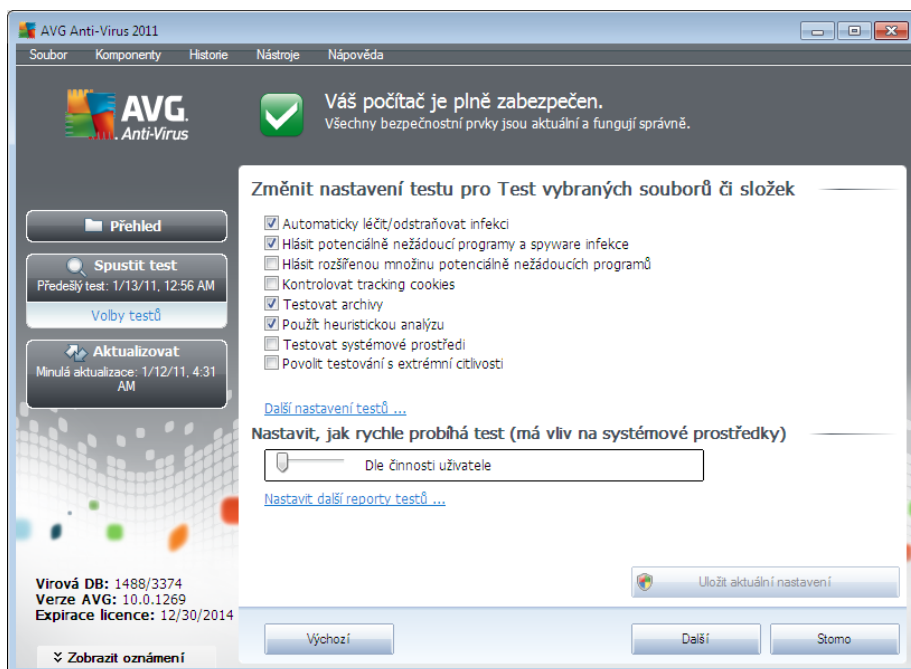 AVG Anti-Virus 2011
Soubor Komponenty Historie Nástroje Nápověda
AVG.
Anti-Virus
Váš počítač je plně zabezpečen.
Všechny bezpečnostní prvky jsou aktuální a fungují správně.
Přehled
Spustit test
Předešlý test: 1/13/11, 12:56 AM
Volby testů
Aktualizovat
Minulá aktualizace: 1/12/11, 4:31
AM
Virová DB: 1488/3374
Verze AVG: 10.0.1269
Expirace licence: 12/30/2014
Zobrazit oznámení
Změnit nastavení testu pro Test vybraných souborů či složek
Automaticky léčit/odstraňovat infekci
Hlásit potenciálně nežádoucí programy a spyware infekce
Hlásit rozšířenou množinu potenciálně nežádoucích programů
Kontrolovat tracking cookies
Testovat archivy
Použít heuristickou analýzu
Testovat systémové prostředi
Povolit testování s extrémní citlivosti
Další nastavení testů ...
Nastavit, jak rychle probíhá test (má vliv na systémové prostředky)
Dle činnosti uživatele
Nastavit další reporty testů ...
Uložit aktuální nastavení
Výchozí
Další
Storno